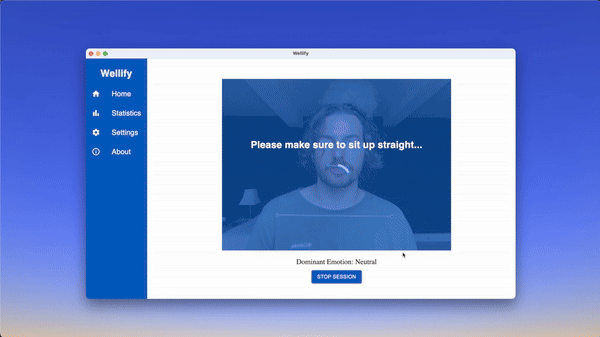 Wellify
Wellify
Home
Statistics
Settings
About
Please make sure to sit up straight...
Dominant Emotion: Neutral
STOP SESSION